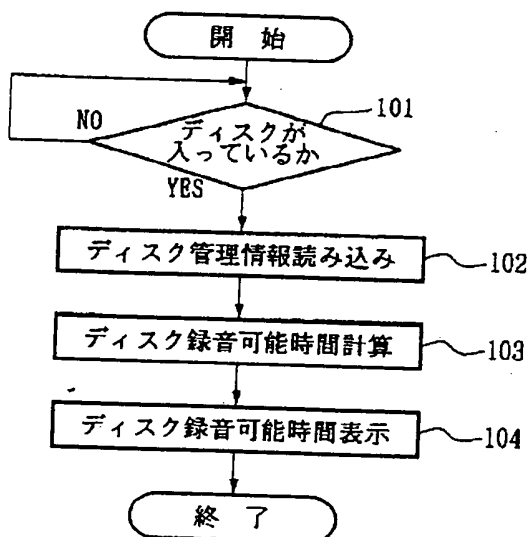 開始
NO
101
ディスクが
入っているか
YES
ディスク管理情報読み込み
102
ディスク録音可能時間計算
103
ディスク録音可能時間表示
104
終了